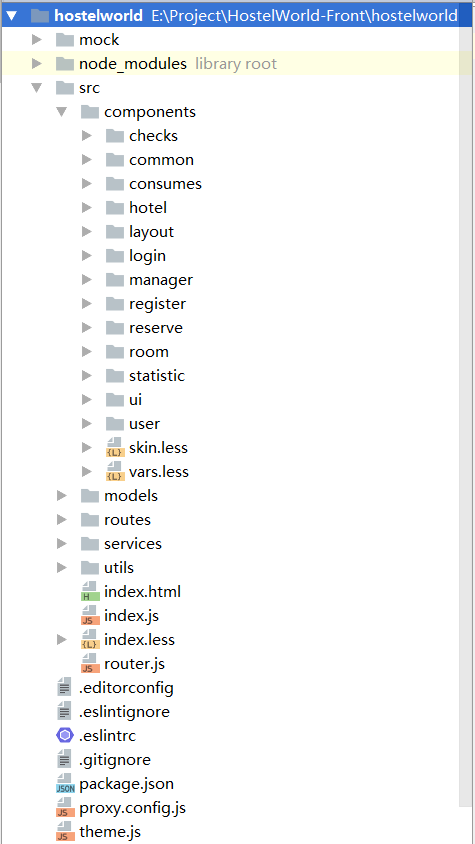 hostelworld E:\Project\HostelWorld-Front\hostelworld
mock
node_modules library root
src
components
checks
common
consumes
hotel
layout
login
manager
register
reserve
room
statistic
ui
user
skin.less
vars.less
models
routes
services
utils
index.html
index.js
index.less
router.js
.editorconfig
.eslintignore
.eslintrc
.gitignore
package.json
proxy.config.js
theme.js